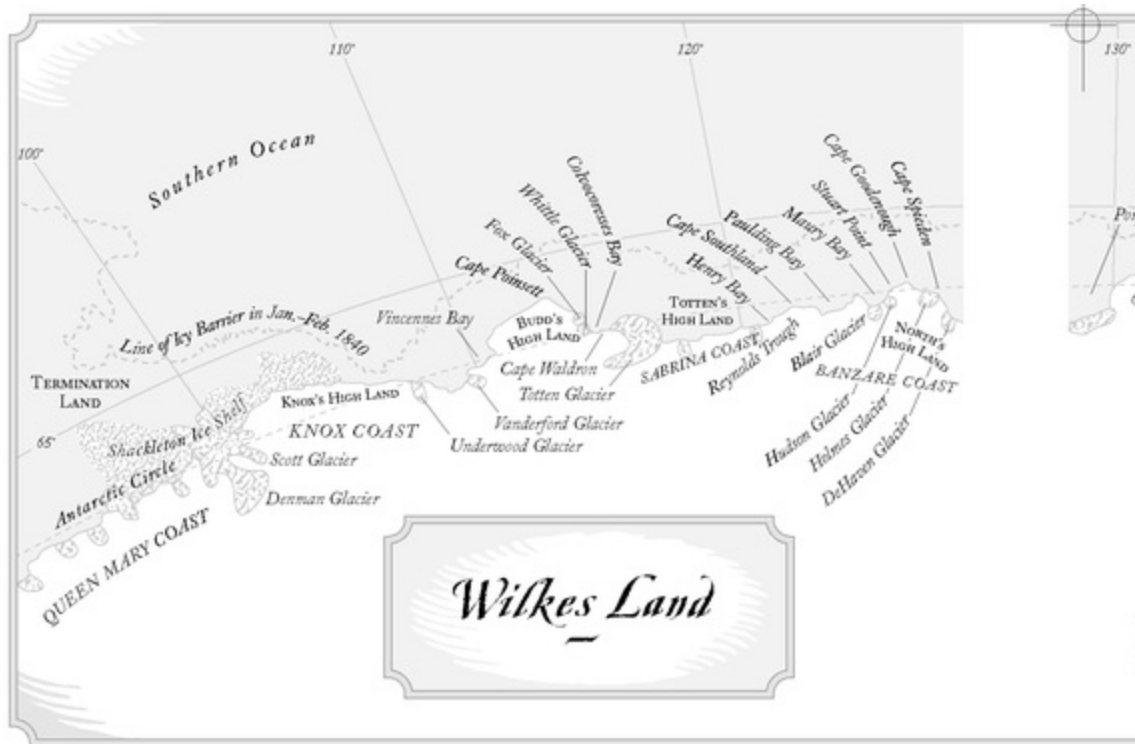 110°
120°
130°
100°
Southern Ocean
Colvocoresses Bay
Whittle Glacier
Fox Glacier
Cape Poinsett
Cape Spieden
Cape Goodenough
Stuart Point
Maury Bay
Paulding Bay
Cape Southland
Henry Bay
Line of Icy Barrier in Jan.–Feb. 1840
Vincennes Bay
Budd's
High Land
Totten's
High Land
North's
High Land
Termination
Land
Knox's High Land
KNOX COAST
Cape Waldron
Totten Glacier
Vanderford Glacier
Underwood Glacier
SABRINA COAST
Reynolds Trough
Blair Glacier
BANZARE COAST
Hudson Glacier
Holmes Glacier
DeHaven Glacier
65°
Shackleton Ice Shelf
Antarctic Circle
Scott Glacier
Denman Glacier
QUEEN MARY COAST
Wilkes Land